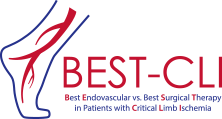 BEST-CLI
Best Endovascular vs. Best Surgical Therapy
in Patients with Critical Limb Ischemia